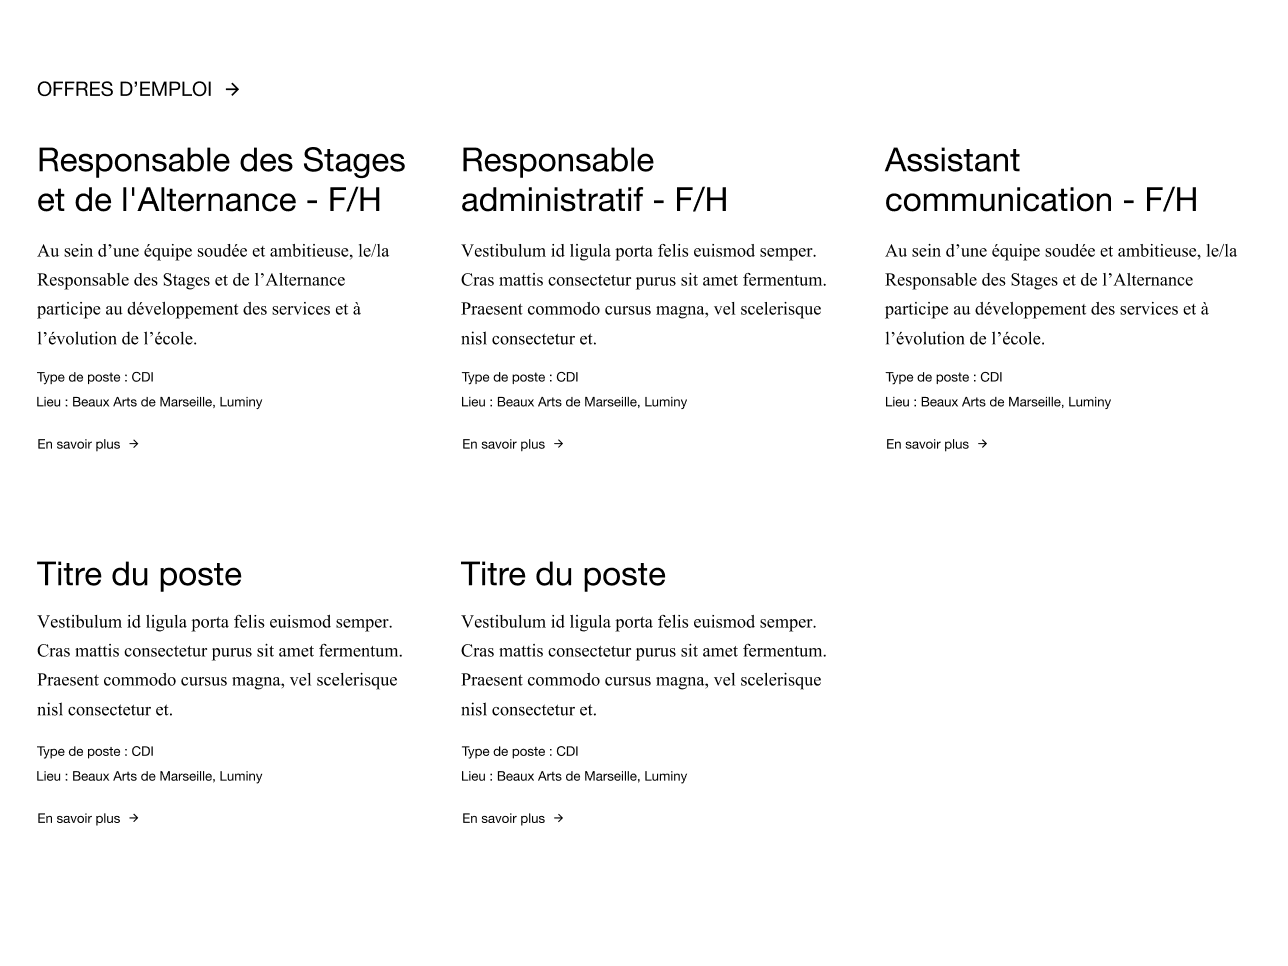 OFFRES D’EMPLOI →
Responsable des Stages
et de l'Alternance - F/H
Au sein d’une équipe soudée et ambitieuse, le/la
Responsable des Stages et de l’Alternance
participe au développement des services et à
l’évolution de l’école.
Type de poste : CDI
Lieu : Beaux Arts de Marseille, Luminy
En savoir plus →
Responsable
administratif - F/H
Vestibulum id ligula porta felis euismod semper.
Cras mattis consectetur purus sit amet fermentum.
Praesent commodo cursus magna, vel scelerisque
nisl consectetur et.
Type de poste : CDI
Lieu : Beaux Arts de Marseille, Luminy
En savoir plus →
Assistant
communication - F/H
Au sein d’une équipe soudée et ambitieuse, le/la
Responsable des Stages et de l’Alternance
participe au développement des services et à
l’évolution de l’école.
Type de poste : CDI
Lieu : Beaux Arts de Marseille, Luminy
En savoir plus →
Titre du poste
Vestibulum id ligula porta felis euismod semper.
Cras mattis consectetur purus sit amet fermentum.
Praesent commodo cursus magna, vel scelerisque
nisl consectetur et.
Type de poste : CDI
Lieu : Beaux Arts de Marseille, Luminy
En savoir plus →
Titre du poste
Vestibulum id ligula porta felis euismod semper.
Cras mattis consectetur purus sit amet fermentum.
Praesent commodo cursus magna, vel scelerisque
nisl consectetur et.
Type de poste : CDI
Lieu : Beaux Arts de Marseille, Luminy
En savoir plus →